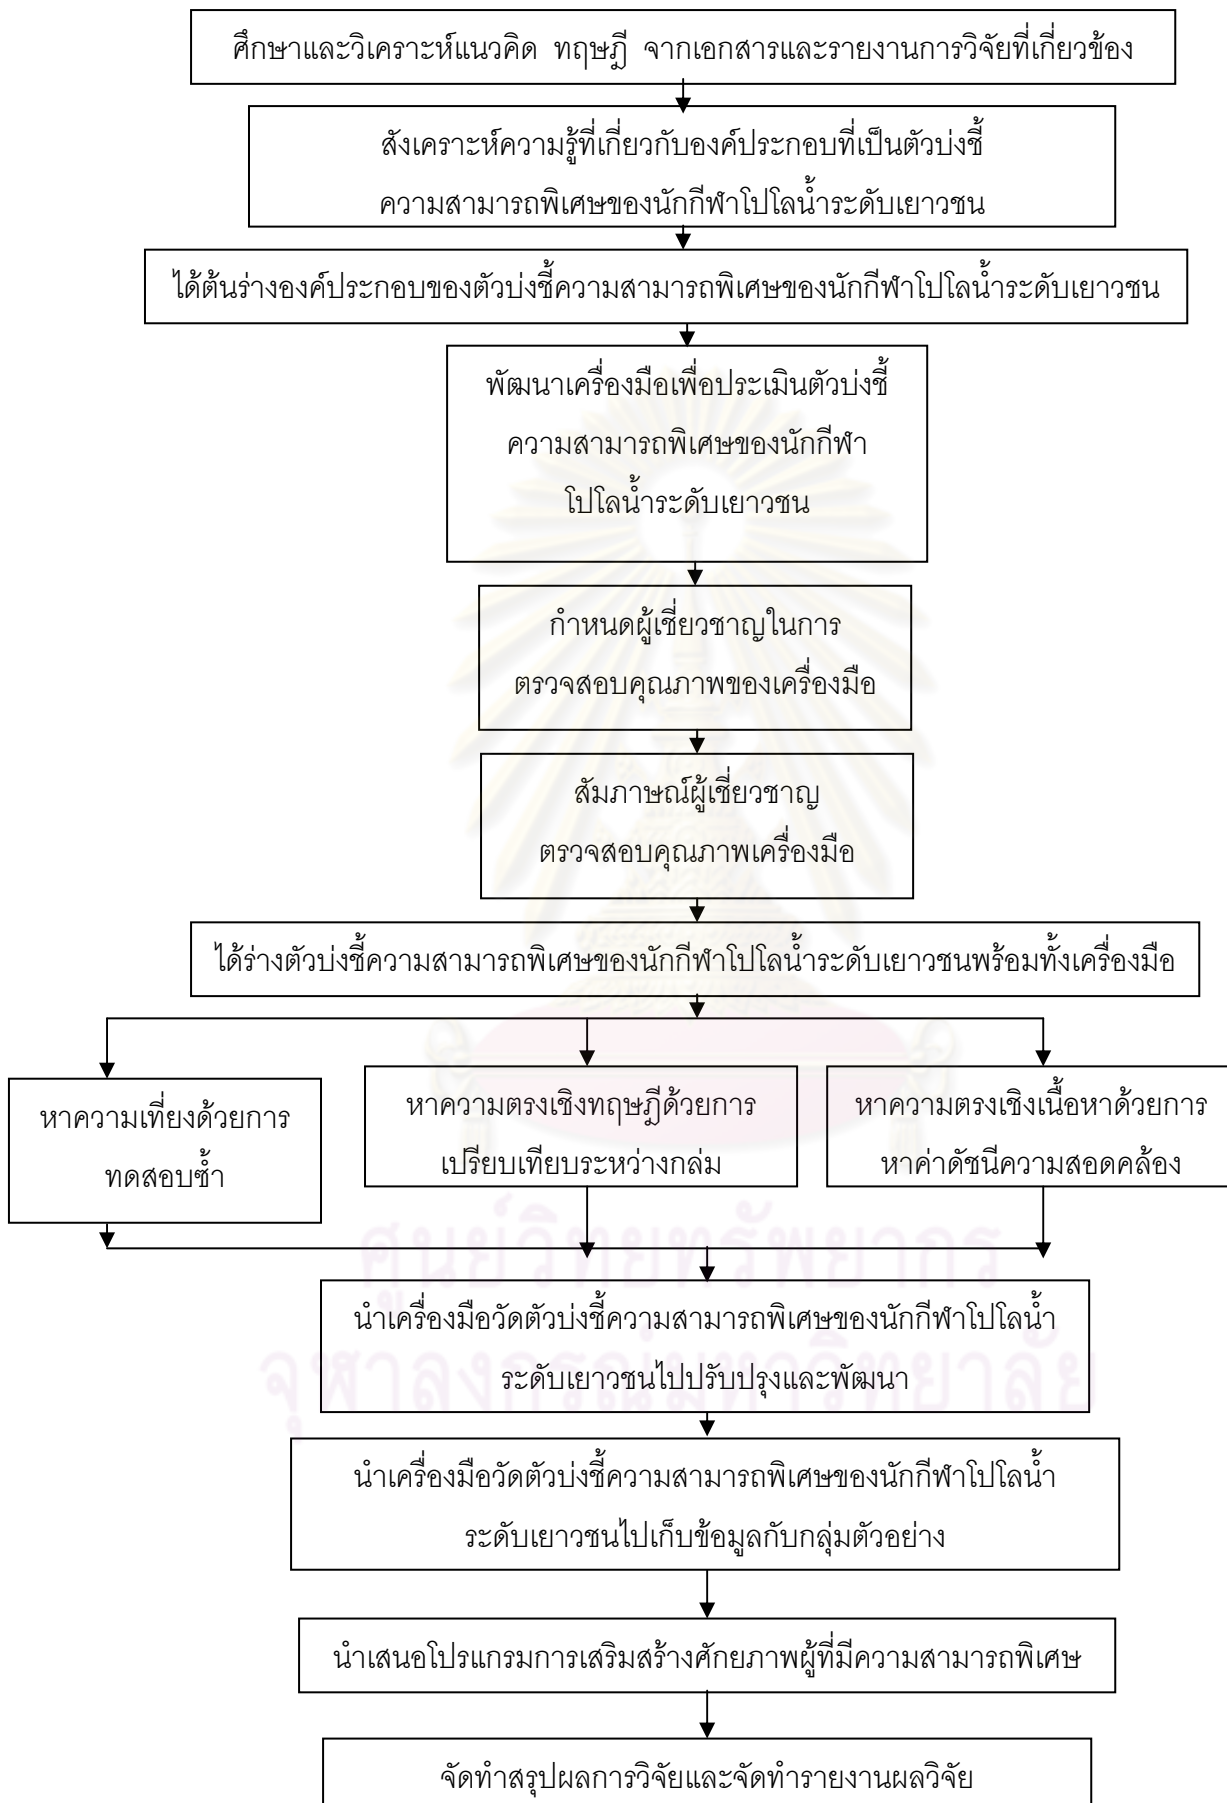 ศึกษาและวิเคราะห์แนวคิด ทฤษฎี จากเอกสารและรายงานการวิจัยที่เกี่ยวข้อง
สังเคราะห์ความรู้ที่เกี่ยวกับองค์ประกอบที่เป็นตัวบ่งชี้
ความสามารถพิเศษของนักกีฬาโปโลน้ำระดับเยาวชน
ได้ต้นร่างองค์ประกอบของตัวบ่งชี้ความสามารถพิเศษของนักกีฬาโปโลน้ำระดับเยาวชน
พัฒนาเครื่องมือเพื่อประเมินตัวบ่งชี้
ความสามารถพิเศษของนักกีฬา
โปโลน้ำระดับเยาวชน
กำหนดผู้เชี่ยวชาญในการ
ตรวจสอบคุณภาพของเครื่องมือ
สัมภาษณ์ผู้เชี่ยวชาญ
ตรวจสอบคุณภาพเครื่องมือ
ได้ร่างตัวบ่งชี้ความสามารถพิเศษของนักกีฬาโปโลน้ำระดับเยาวชนพร้อมทั้งเครื่องมือ
หาความเที่ยงด้วยการ
ทดสอบซ้ำ
หาความตรงเชิงทฤษฎีด้วยการ
เปรียบเทียบระหว่างกล่ม
หาความตรงเชิงเนื้อหาด้วยการ
หาค่าดัชนีความสอดคล้อง
ศูนย์วิทยทรัพยากร
จุฬาลงกรณ์มหาวิทยาลัย
นำเครื่องมือวัดตัวบ่งชี้ความสามารถพิเศษของนักกีฬาโปโลน้ำ
ระดับเยาวชนไปปรับปรุงและพัฒนา
นำเครื่องมือวัดตัวบ่งชี้ความสามารถพิเศษของนักกีฬาโปโลน้ำ
ระดับเยาวชนไปเก็บข้อมูลกับกลุ่มตัวอย่าง
นำเสนอโปรแกรมการเสริมสร้างศักยภาพผู้ที่มีความสามารถพิเศษ
จัดทำสรุปผลการวิจัยและจัดทำรายงานผลวิจัย